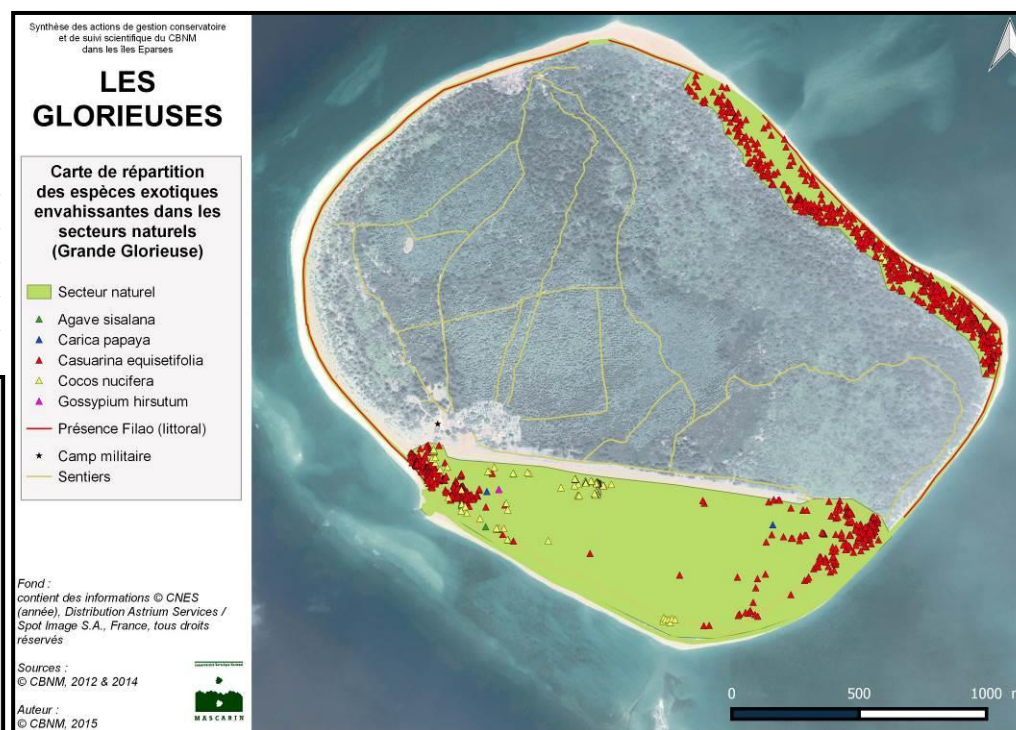 Synthèse des actions de gestion conservatoire
et de suivi scientifique du CBNM
dans les îles Eparses
LES
GLORIEUSES
Carte de répartition
des espèces exotiques
envahissantes dans les
secteurs naturels
(Grande Glorieuse)
Secteur naturel
Agave sisalana
Carica papaya
Casuarina equisetifolia
Cocos nucifera
Gossypium hirsutum
Présence Filao (littoral)
Camp militaire
Sentiers
Fond :
contient des informations © CNES
(année), Distribution Astrium Services /
Spot Image S.A., France, tous droits
réservés
Sources :
© CBNM, 2012 & 2014
Auteur :
© CBNM, 2015
MASCARIN
0 500 1000